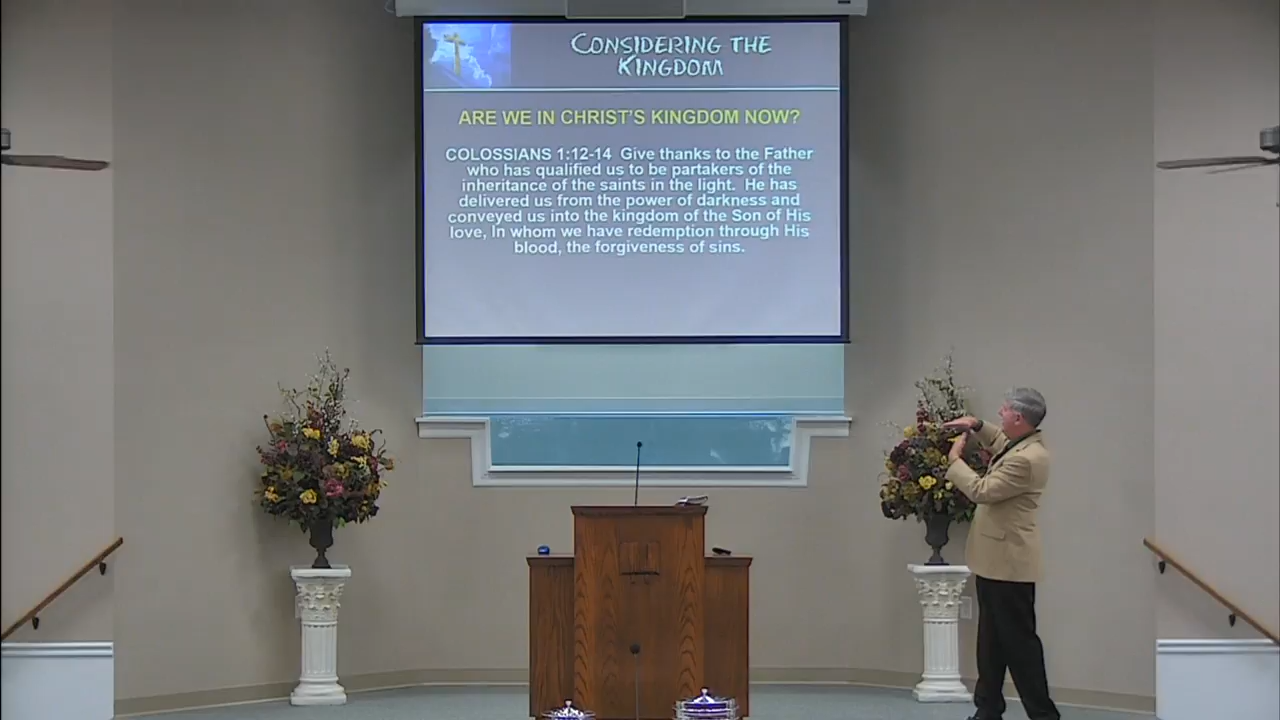 CONSIDERING THE
KINGDOM
ARE WE IN CHRIST'S KINGDOM NOW?
COLOSSIANS 1:12-14 Give thanks to the Father
who has qualified us to be partakers of the
inheritance of the saints in the light. He has
delivered us from the power of darkness and
conveyed us into the kingdom of the Son of His
love, In whom we have redemption through His
blood, the forgiveness of sins.